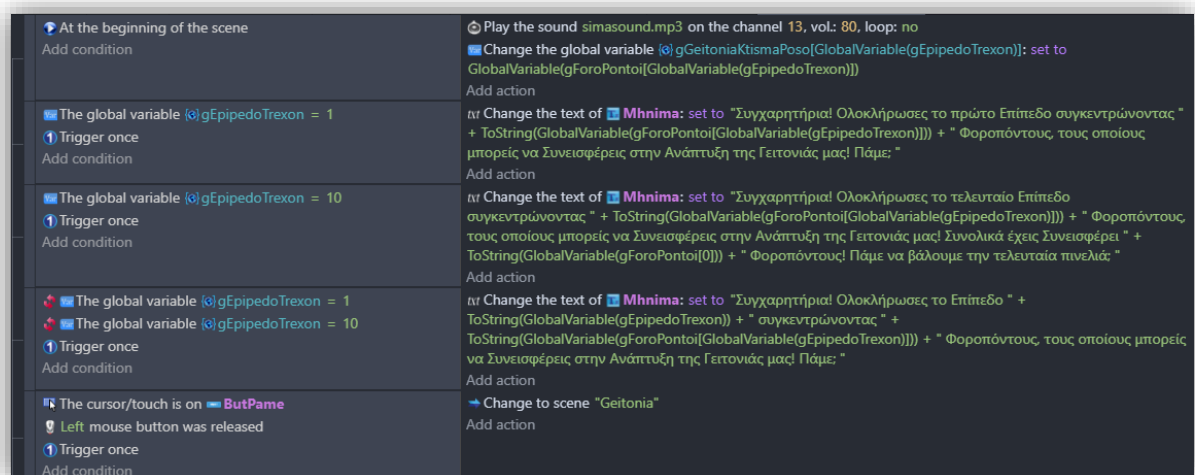 At the beginning of the scene
Add condition
Play the sound simasound.mp3 on the channel 13, vol.: 80, loop: no
Change the global variable gGeitoniaKtismaPoso[GlobalVariable(gEpipedoTrexon)]: set to
GlobalVariable(gForoPontoi[GlobalVariable(gEpipedoTrexon)])
Add action
The global variable gEpipedoTrexon = 1
Trigger once
Add condition
Change the text of Mhnima: set to "Συγχαρητήρια! Ολοκλήρωσες το πρώτο Επίπεδο συγκεντρώνοντας "
+ ToString(GlobalVariable(gForoPontoi[GlobalVariable(gEpipedoTrexon)])) + " Φοροπόντους, τους οποίους
μπορείς να Συνεισφέρεις στην Ανάπτυξη της Γειτονιάς μας! Πάμε; "
Add action
The global variable gEpipedoTrexon = 10
Trigger once
Add condition
Change the text of Mhnima: set to "Συγχαρητήρια! Ολοκλήρωσες το τελευταίο Επίπεδο
συγκεντρώνοντας " + ToString(GlobalVariable(gForoPontoi[GlobalVariable(gEpipedoTrexon)])) + " Φοροπόντους,
τους οποίους μπορείς να Συνεισφέρεις στην Ανάπτυξη της Γειτονιάς μας! Συνολικά έχεις Συνεισφέρει " +
ToString(GlobalVariable(gForoPontoi[0])) + " Φοροπόντους! Πάμε να βάλουμε την τελευταία πινελιά; "
Add action
The global variable gEpipedoTrexon = 1
The global variable gEpipedoTrexon = 10
Trigger once
Add condition
Change the text of Mhnima: set to "Συγχαρητήρια! Ολοκλήρωσες το Επίπεδο " +
ToString(GlobalVariable(gEpipedoTrexon)) + " συγκεντρώνοντας " +
ToString(GlobalVariable(gForoPontoi[GlobalVariable(gEpipedoTrexon)])) + " Φοροπόντους, τους οποίους μπορείς
να Συνεισφέρεις στην Ανάπτυξη της Γειτονιάς μας! Πάμε; "
Add action
The cursor/touch is on ButPame
Left mouse button was released
Trigger once
Add condition
Change to scene "Geitonia"
Add action